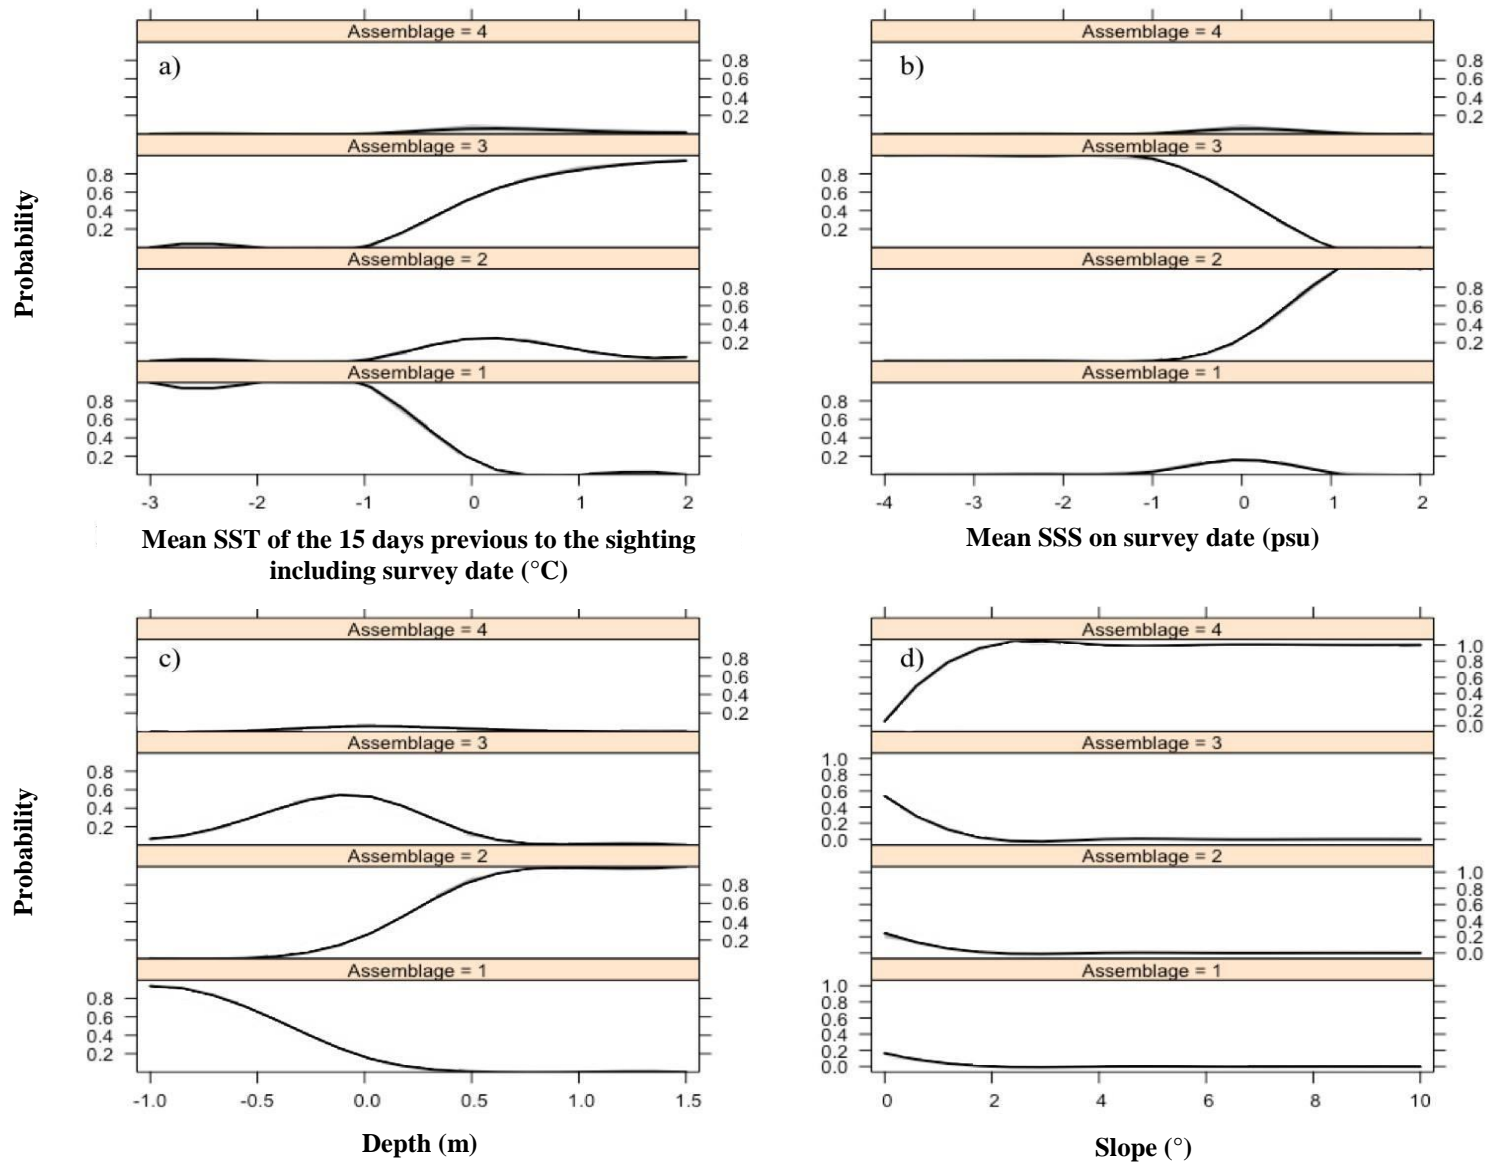 Assemblage = 4
a)
0.8
0.6
0.4
0.2
Assemblage = 3
0.8
0.6
0.4
0.2
Assemblage = 2
0.8
0.6
0.4
0.2
Assemblage = 1
0.8
0.6
0.4
0.2
-3 -2 -1 0 1 2
Probability
Mean SST of the 15 days previous to the sighting
including survey date (°C)
Assemblage = 4
b)
0.8
0.6
0.4
0.2
Assemblage = 3
0.8
0.6
0.4
0.2
Assemblage = 2
0.8
0.6
0.4
0.2
Assemblage = 1
0.8
0.6
0.4
0.2
-4 -3 -2 -1 0 1 2
Mean SSS on survey date (psu)
Assemblage = 4
c)
0.8
0.6
0.4
0.2
Assemblage = 3
0.8
0.6
0.4
0.2
Assemblage = 2
0.8
0.6
0.4
0.2
Assemblage = 1
0.8
0.6
0.4
0.2
-1.0 -0.5 0.0 0.5 1.0 1.5
Probability
Depth (m)
Assemblage = 4
d)
1.0
0.8
0.6
0.4
0.2
0.0
Assemblage = 3
1.0
0.8
0.6
0.4
0.2
0.0
Assemblage = 2
1.0
0.8
0.6
0.4
0.2
0.0
Assemblage = 1
1.0
0.8
0.6
0.4
0.2
0.0
0 2 4 6 8 10
Slope (°)